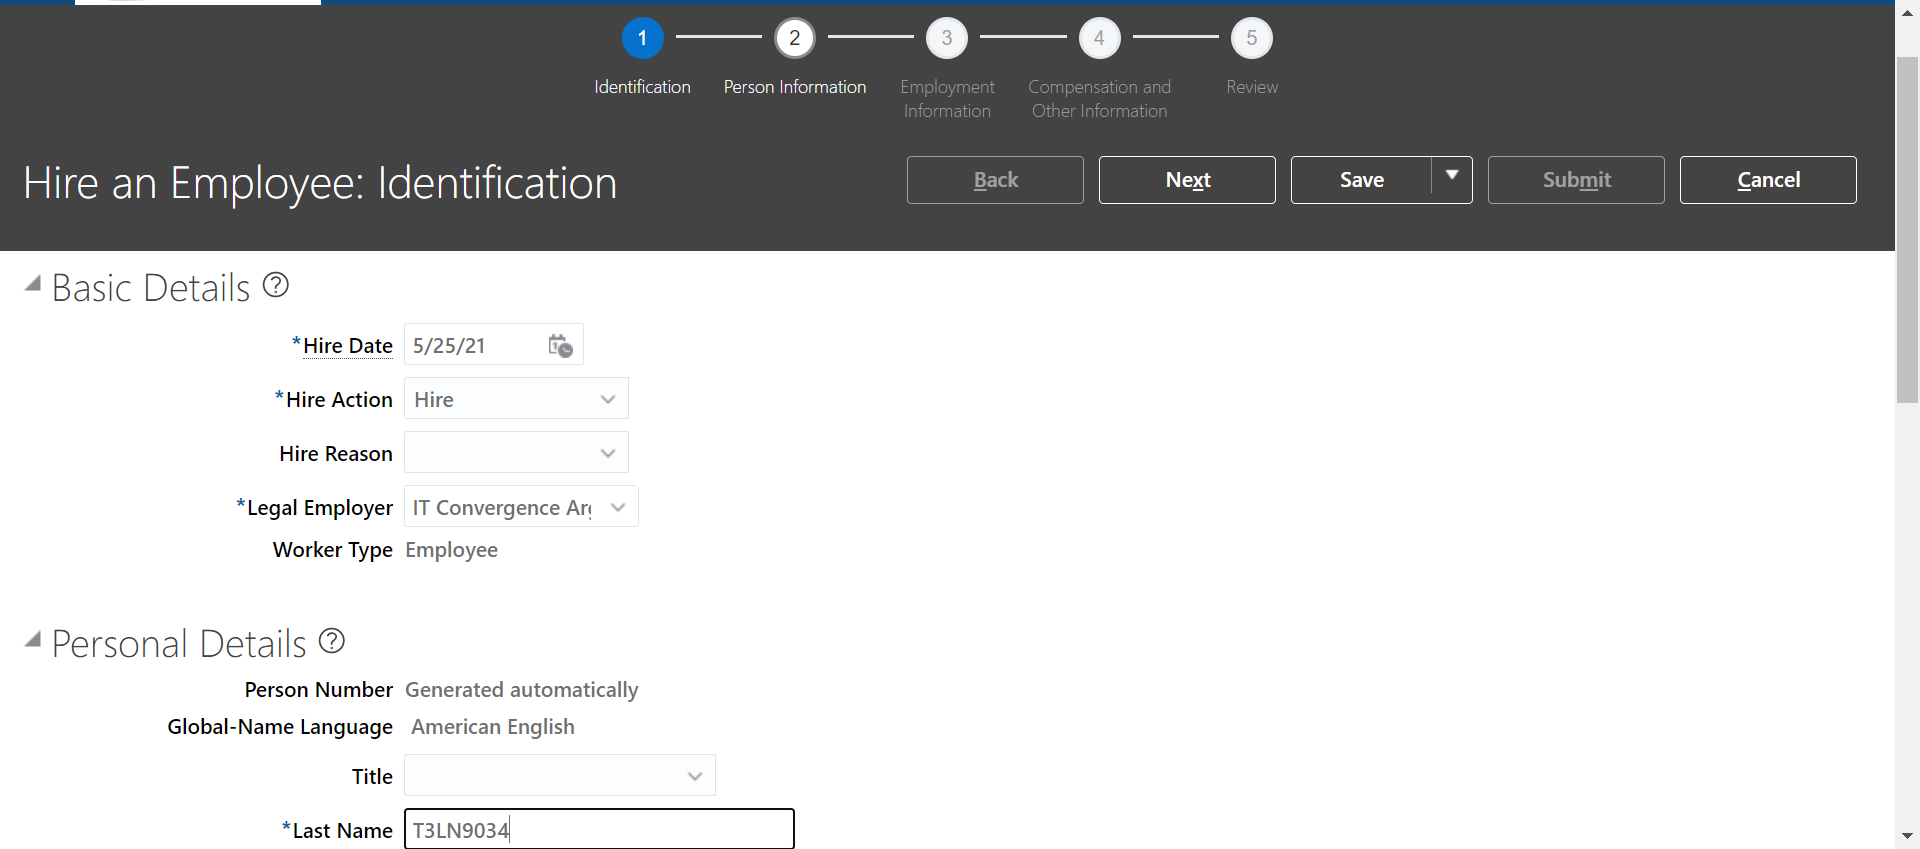 1 2 3 4 5
Identification Person Information Employment Information Compensation and Other Information Review
Hire an Employee: Identification
Back Next Save Submit Cancel
Basic Details ?
*Hire Date 5/25/21
*Hire Action Hire
Hire Reason
*Legal Employer IT Convergence Arg
Worker Type Employee
Personal Details ?
Person Number Generated automatically
Global-Name Language American English
Title
*Last Name T3LN9034